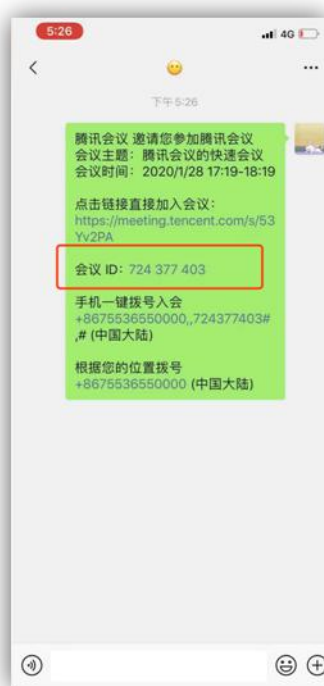 5:26
4G
下午 5:26
腾讯会议 邀请您参加腾讯会议
会议主题：腾讯会议的快速会议
会议时间：2020/1/28 17:19-18:19
点击链接直接加入会议：
https://meeting.tencent.com/s/53
Yv2PA
会议 ID：724 377 403
手机一键拨号入会
+8675536550000,,724377403#
,# (中国大陆)
根据您的位置拨号
+8675536550000 (中国大陆)